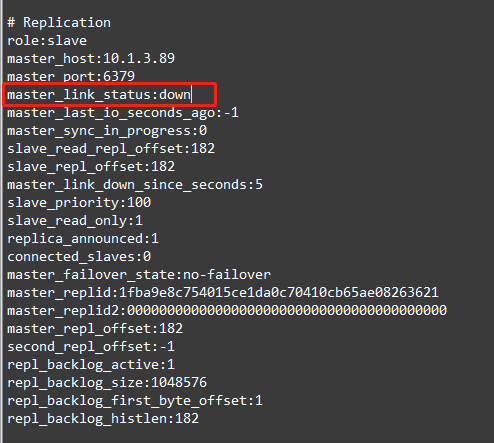 # Replication
role:slave
master_host:10.1.3.89
master_port:6379
master_link_status:down
master_last_io_seconds_ago:-1
master_sync_in_progress:0
slave_read_repl_offset:182
slave_repl_offset:182
master_link_down_since_seconds:5
slave_priority:100
slave_read_only:1
replica_announced:1
connected_slaves:0
master_failover_state:no-failover
master_replid:1fba9e8c754015ce1da0c70410cb65ae08263621
master_replid2:0000000000000000000000000000000000000000
master_repl_offset:182
second_repl_offset:-1
repl_backlog_active:1
repl_backlog_size:1048576
repl_backlog_first_byte_offset:1
repl_backlog_histlen:182